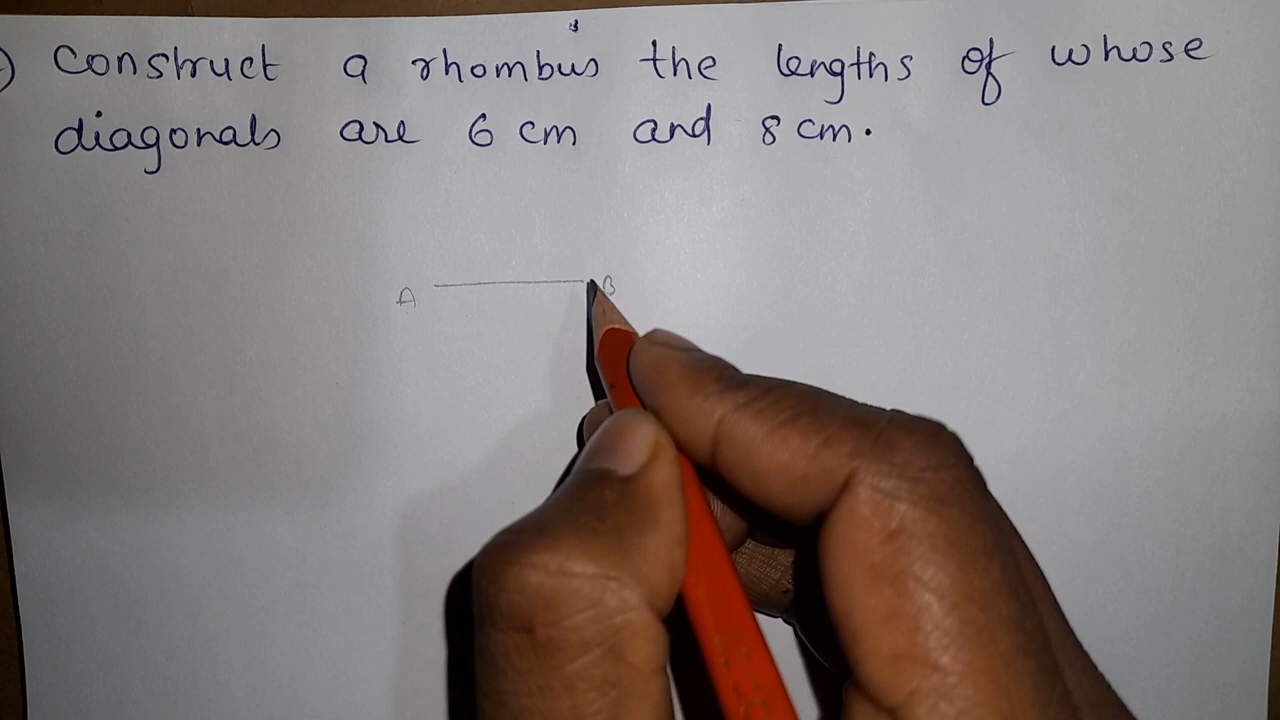 ) Construct a rhombus the lengths of whose
diagonals are 6 cm and 8 cm.
A B